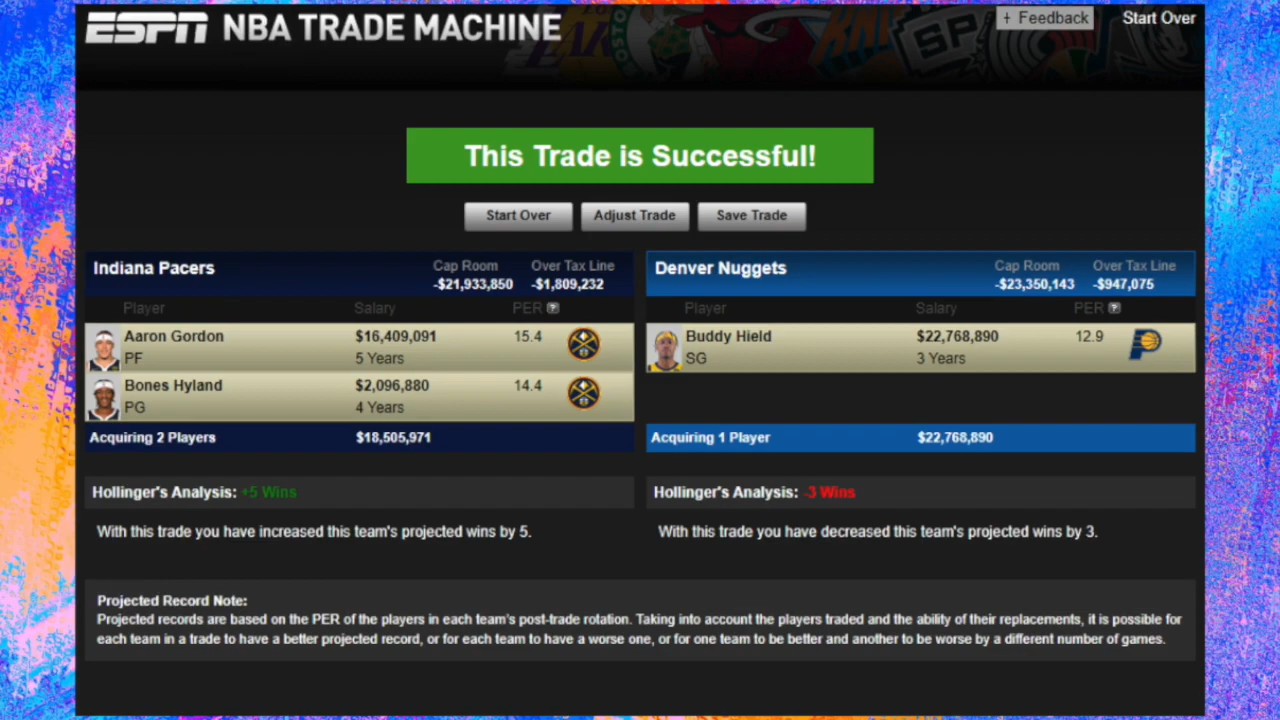 ESPN NBA TRADE MACHINE
+ Feedback
Start Over
This Trade is Successful!
Start Over
Adjust Trade
Save Trade
Indiana Pacers
Cap Room
-$21,933,850
Over Tax Line
-$1,809,232
Player Salary PER ?
Aaron Gordon $16,409,091 15.4
PF 5 Years
Bones Hyland $2,096,880 14.4
PG 4 Years
Acquiring 2 Players $18,505,971
Hollinger's Analysis: +5 Wins
With this trade you have increased this team's projected wins by 5.
Denver Nuggets
Cap Room
-$23,350,143
Over Tax Line
-$947,075
Player Salary PER ?
Buddy Hield $22,768,890 12.9
SG 3 Years
Acquiring 1 Player $22,768,890
Hollinger's Analysis: -3 Wins
With this trade you have decreased this team's projected wins by 3.
Projected Record Note:
Projected records are based on the PER of the players in each team's post-trade rotation. Taking into account the players traded and the ability of their replacements, it is possible for
each team in a trade to have a better projected record, or for each team to have a worse one, or for one team to be better and another to be worse by a different number of games.